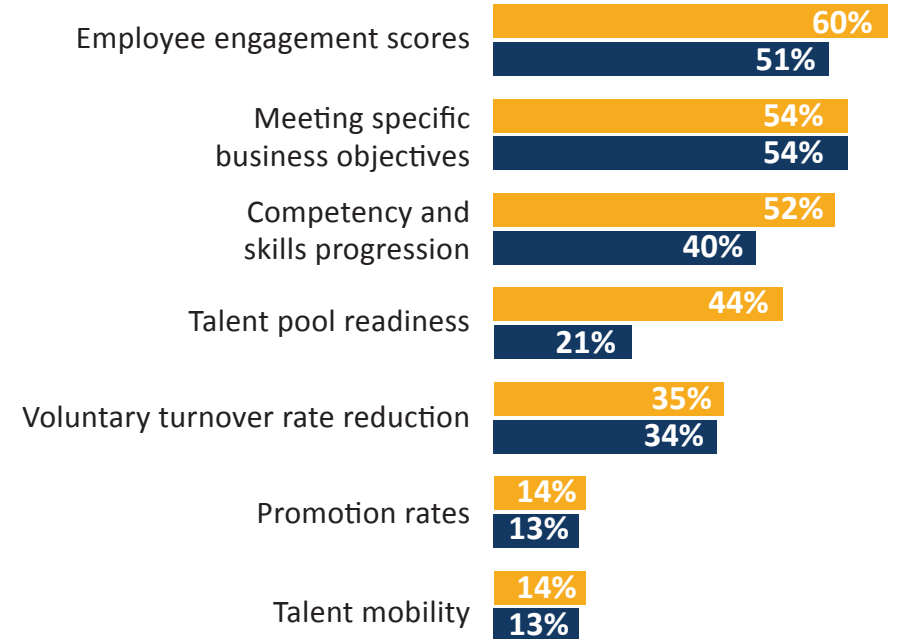 Employee engagement scores
60%
51%
Meeting specific
business objectives
54%
54%
Competency and
skills progression
52%
40%
Talent pool readiness
44%
21%
Voluntary turnover rate reduction
35%
34%
Promotion rates
14%
13%
Talent mobility
14%
13%